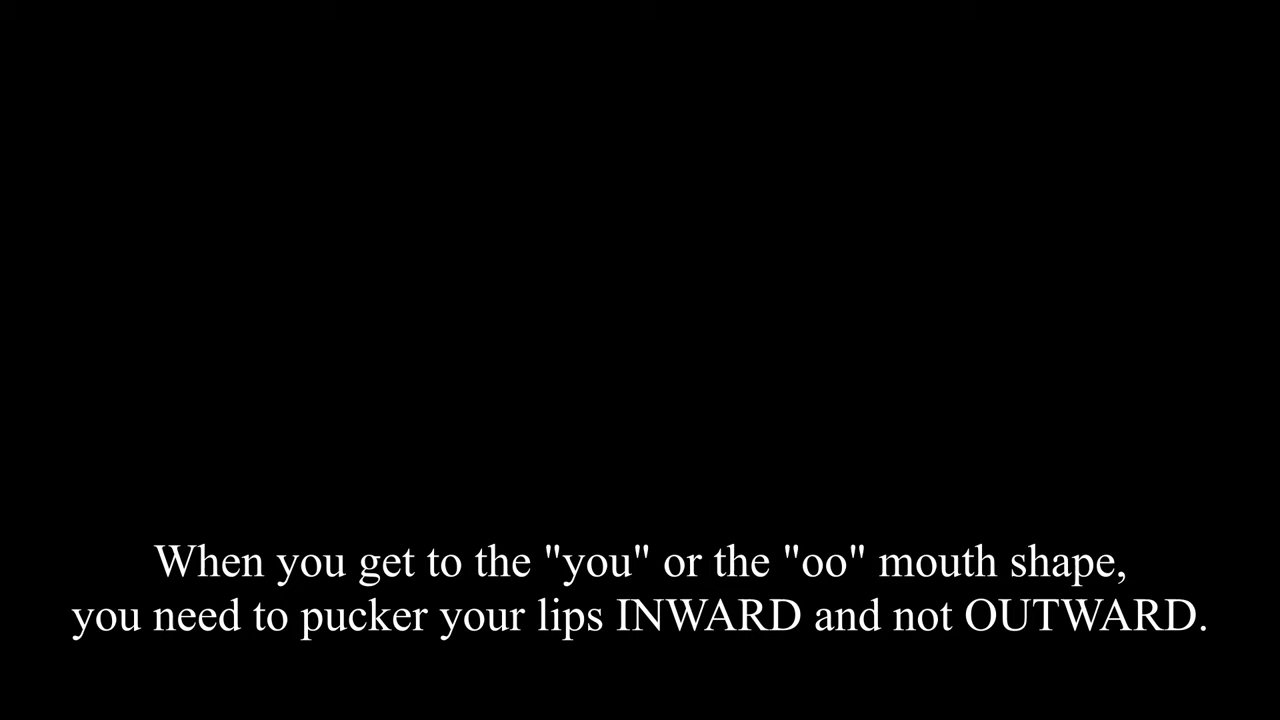 When you get to the "you" or the "oo" mouth shape,
you need to pucker your lips INWARD and not OUTWARD.